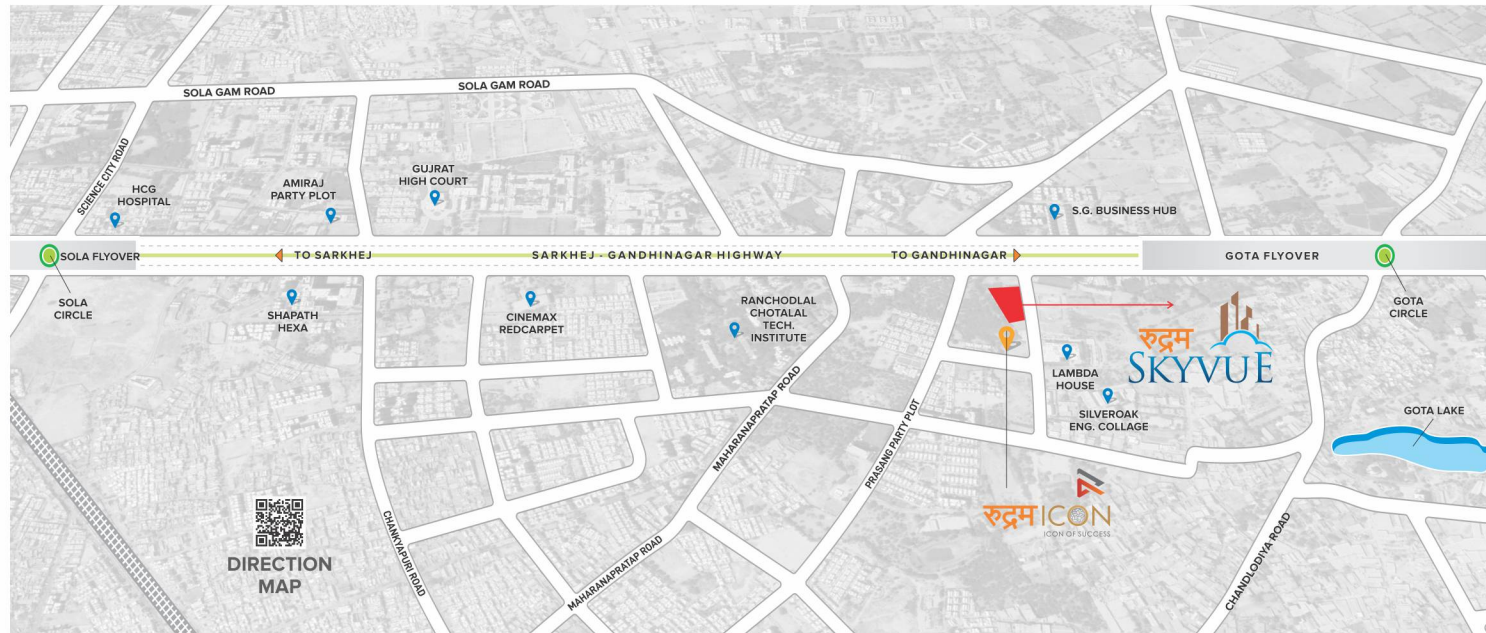 SOLA GAM ROAD
SOLA GAM ROAD
SCIENCE CITY ROAD
HCG
HOSPITAL
AMIRAJ
PARTY PLOT
GUJRAT
HIGH COURT
S.G. BUSINESS HUB
SOLA FLYOVER
TO SARKHEJ
SARKHEJ - GANDHINAGAR HIGHWAY
TO GANDHINAGAR
GOTA FLYOVER
SOLA
CIRCLE
SHAPATH
HEXA
CINEMAX
REDCARPET
RANCHODLAL
CHOTALAL
TECH.
INSTITUTE
GOTA
CIRCLE
रुद्रम
SKYVUE
LAMBDA
HOUSE
SILVEROAK
ENG. COLLAGE
GOTA LAKE
MAHARANAPRATAP ROAD
PRASANG PARTY PLOT
रुद्रम ICON
ICON OF SUCCESS
DIRECTION
MAP
CHANKYAPURI ROAD
MAHARANAPRATAP ROAD
CHANDLODIYA ROAD